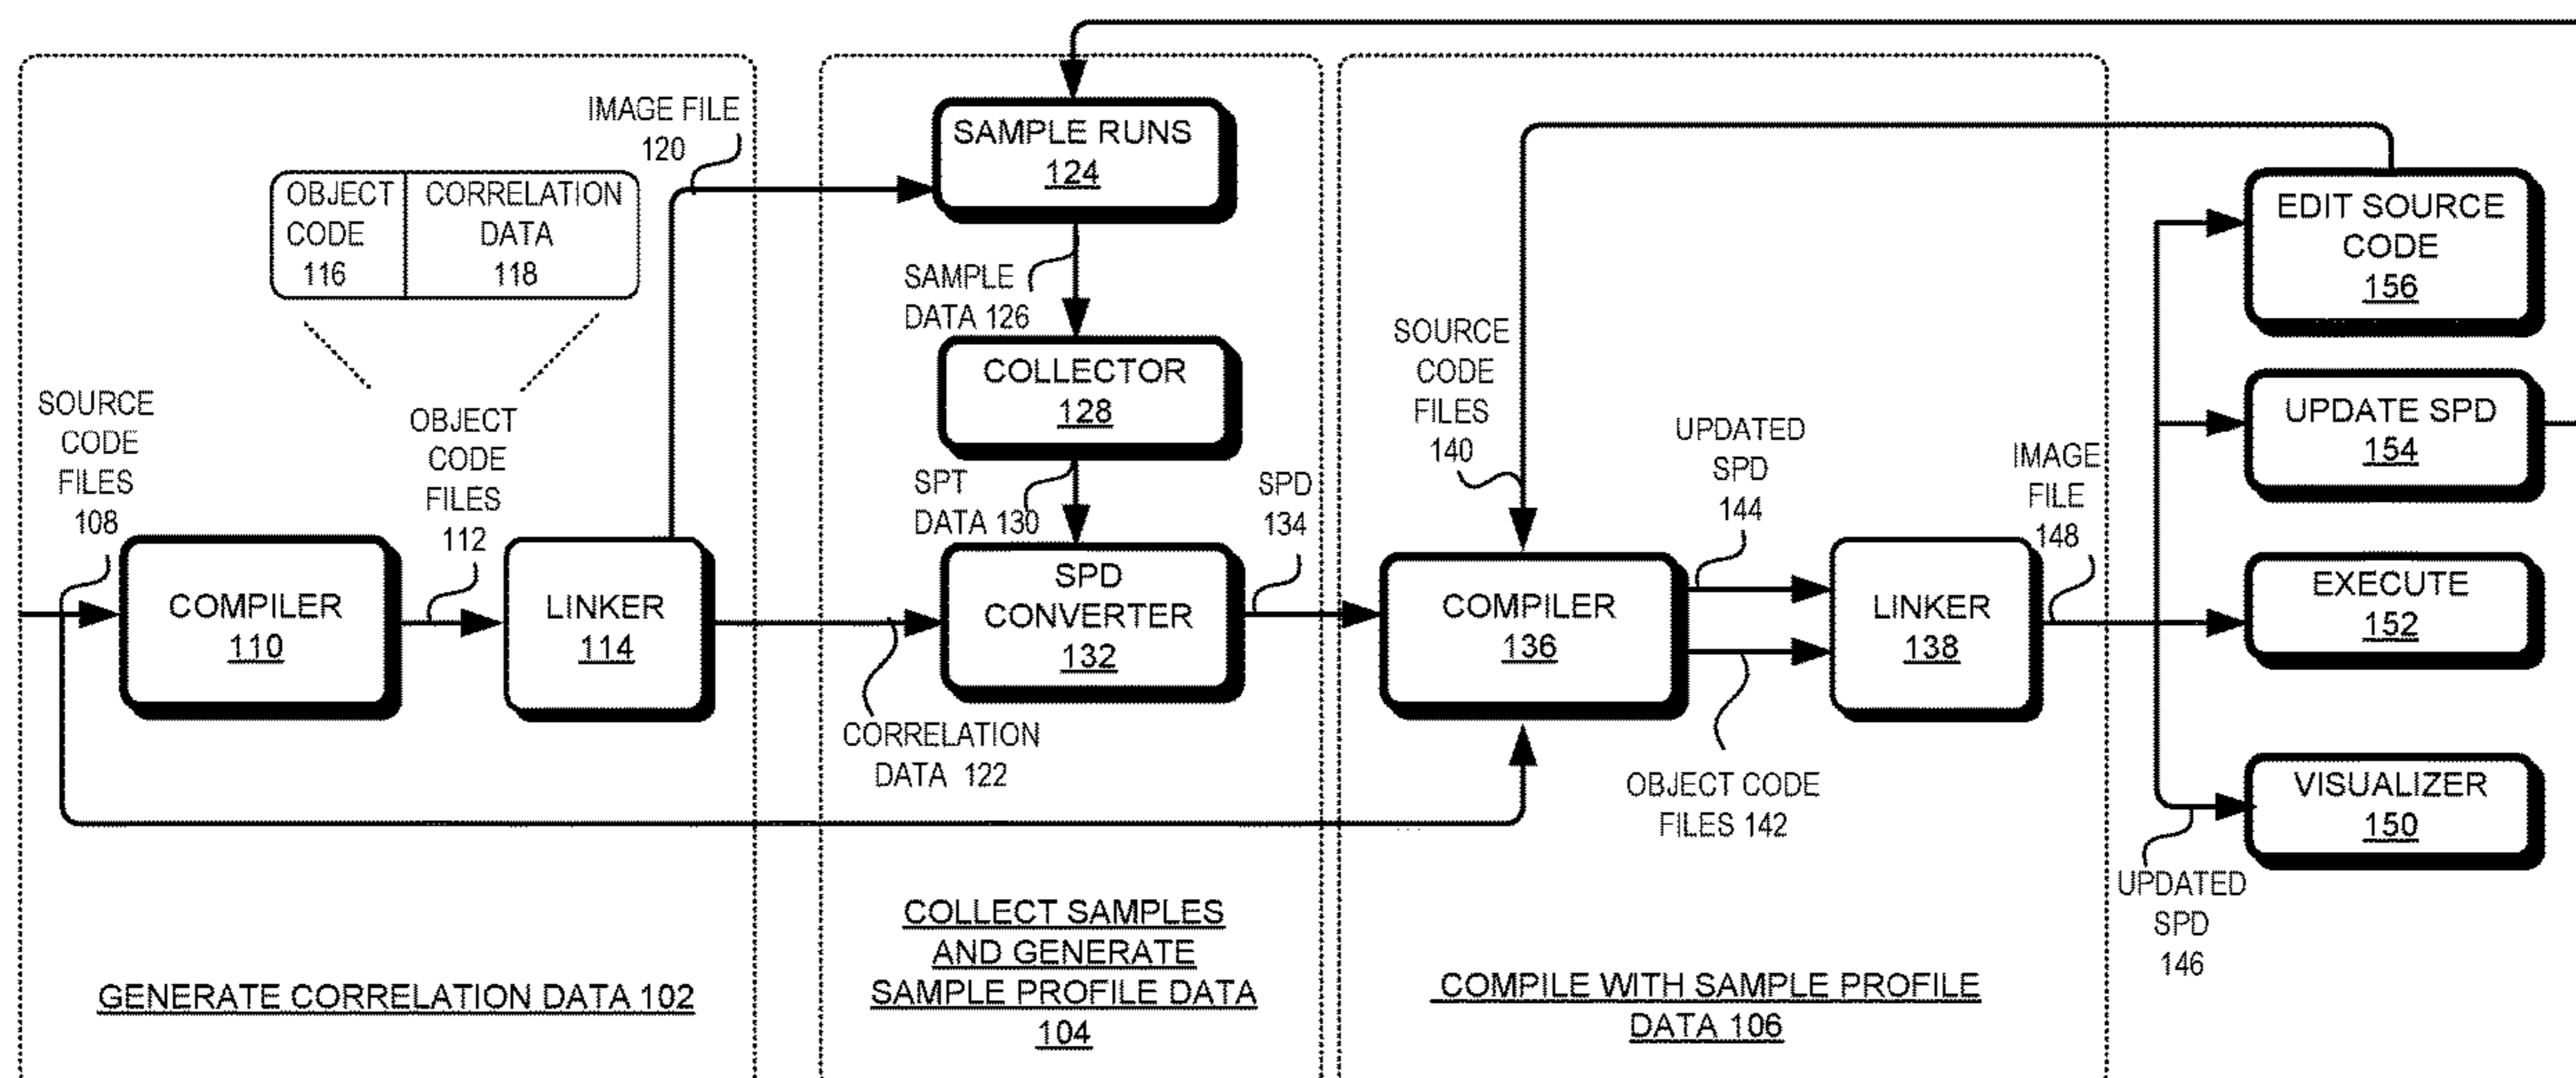 IMAGE FILE
120
OBJECT
CODE
116
CORRELATION
DATA
118
SOURCE
CODE
FILES
108
OBJECT
CODE
FILES
112
COMPILER
110
LINKER
114
GENERATE CORRELATION DATA 102
SAMPLE RUNS
124
SAMPLE
DATA 126
COLLECTOR
128
SPT
DATA 130
SPD
CONVERTER
132
SPD
134
CORRELATION
DATA 122
COLLECT SAMPLES
AND GENERATE
SAMPLE PROFILE DATA
104
SOURCE
CODE
FILES
140
COMPILER
136
UPDATED
SPD
144
OBJECT CODE
FILES 142
LINKER
138
IMAGE
FILE
148
COMPILE WITH SAMPLE PROFILE
DATA 106
EDIT SOURCE
CODE
156
UPDATE SPD
154
EXECUTE
152
VISUALIZER
150
UPDATED
SPD
146